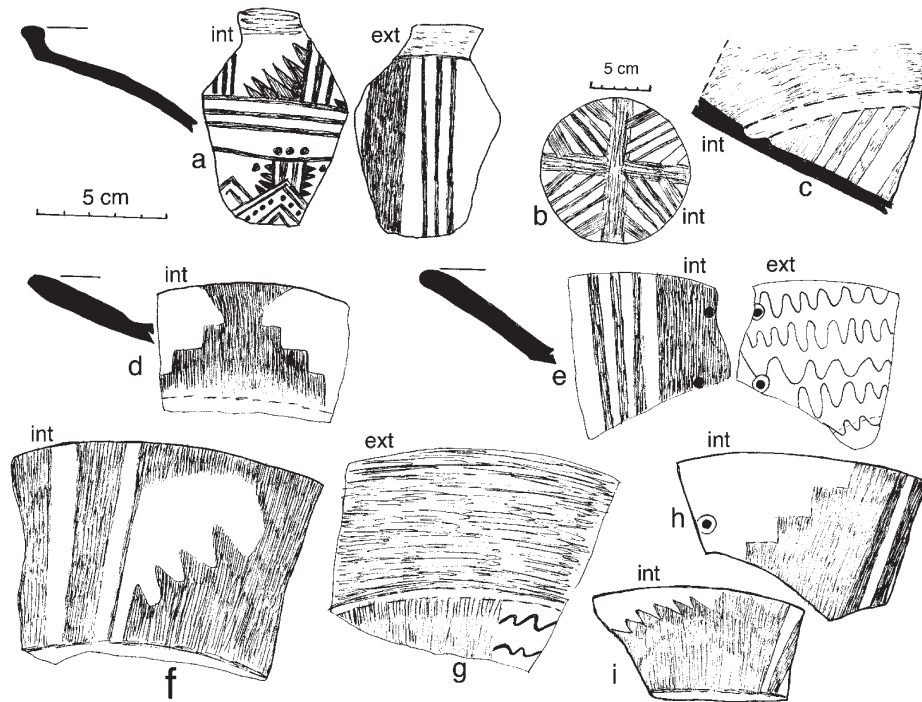 int
ext
a
5 cm
5 cm
b
int
int
c
int
d
int
ext
e
int
f
ext
g
int
h
int
i